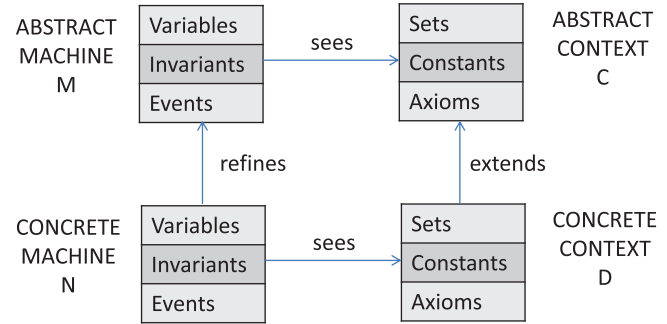 ABSTRACT
MACHINE
M
Variables
Invariants
Events
sees
Sets
Constants
Axioms
ABSTRACT
CONTEXT
C
refines
extends
CONCRETE
MACHINE
N
Variables
Invariants
Events
sees
Sets
Constants
Axioms
CONCRETE
CONTEXT
D